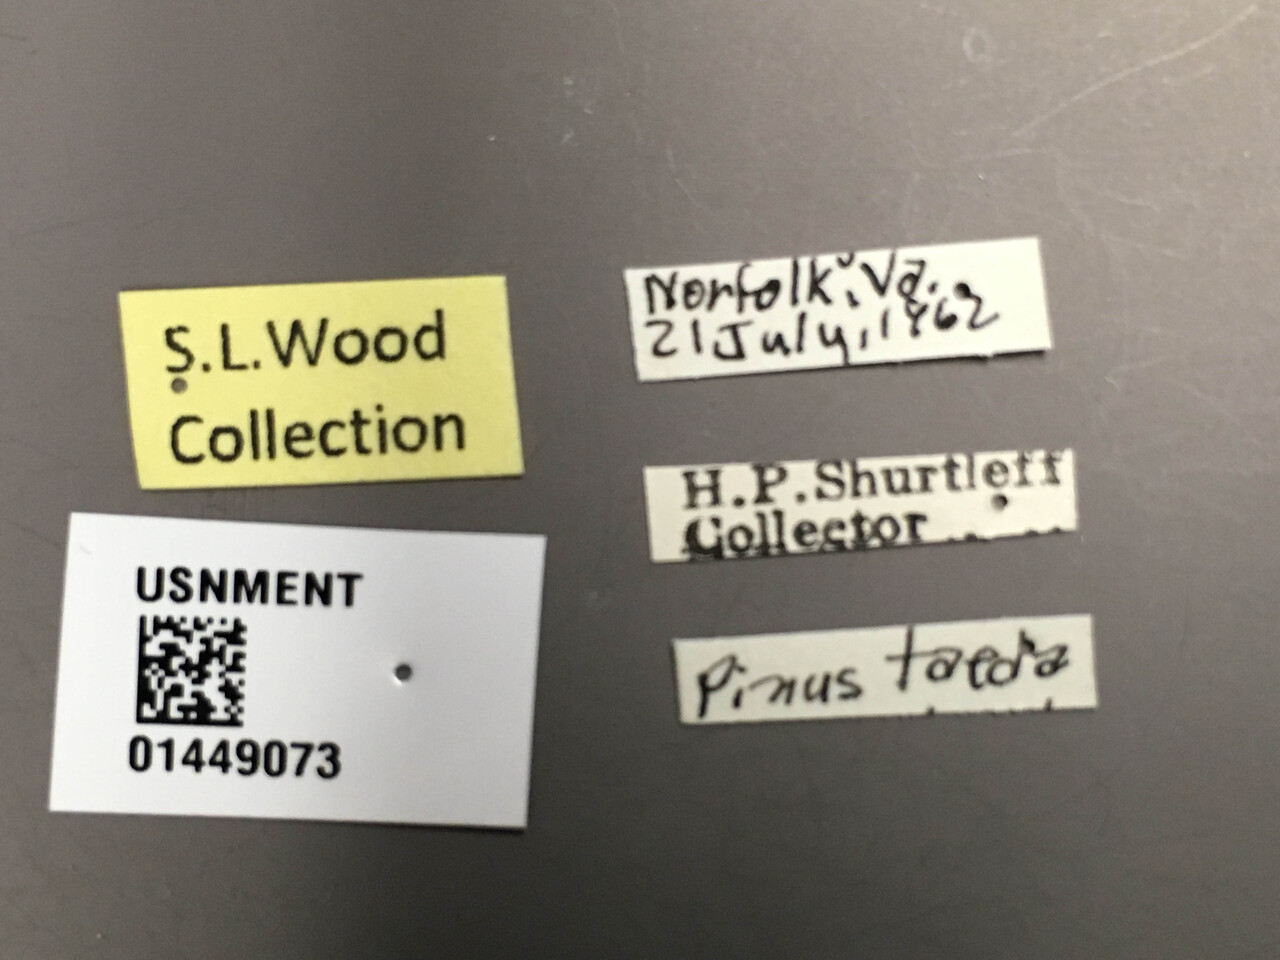 S.L.Wood
Collection
USNMENT
01449073
Norfolk, Va.
21 July, 1962
H.P.Shurtleff
Collector
Pinus taeda